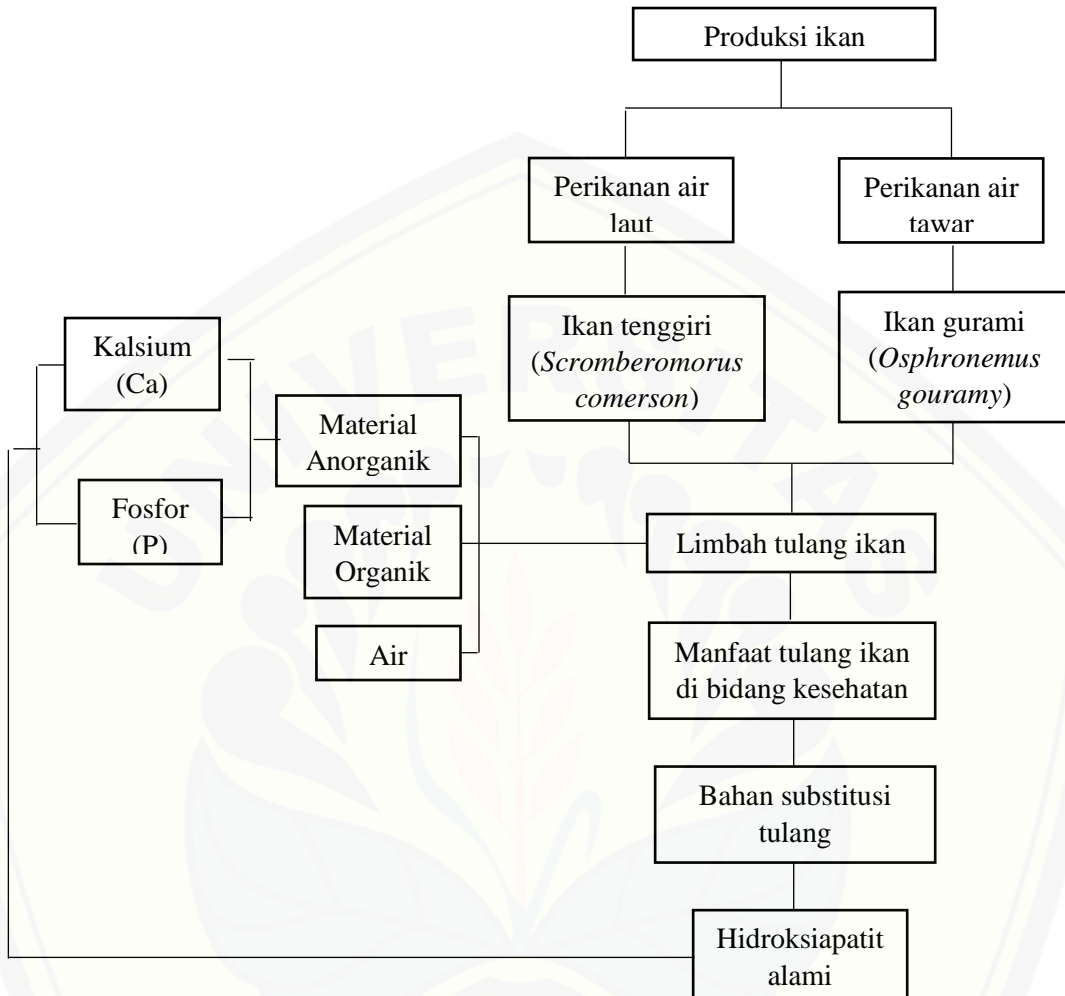 Produksi ikan
Perikanan air
laut
Perikanan air
tawar
Ikan tenggiri
(Scromberomorus
comerson)
Ikan gurami
(Osphronemus
gouramy)
Kalsium
(Ca)
Material
Anorganik
Fosfor
(P)
Material
Organik
Limbah tulang ikan
Air
Manfaat tulang ikan
di bidang kesehatan
Bahan substitusi
tulang
Hidroksiapatit
alami
UNIVERSITAS